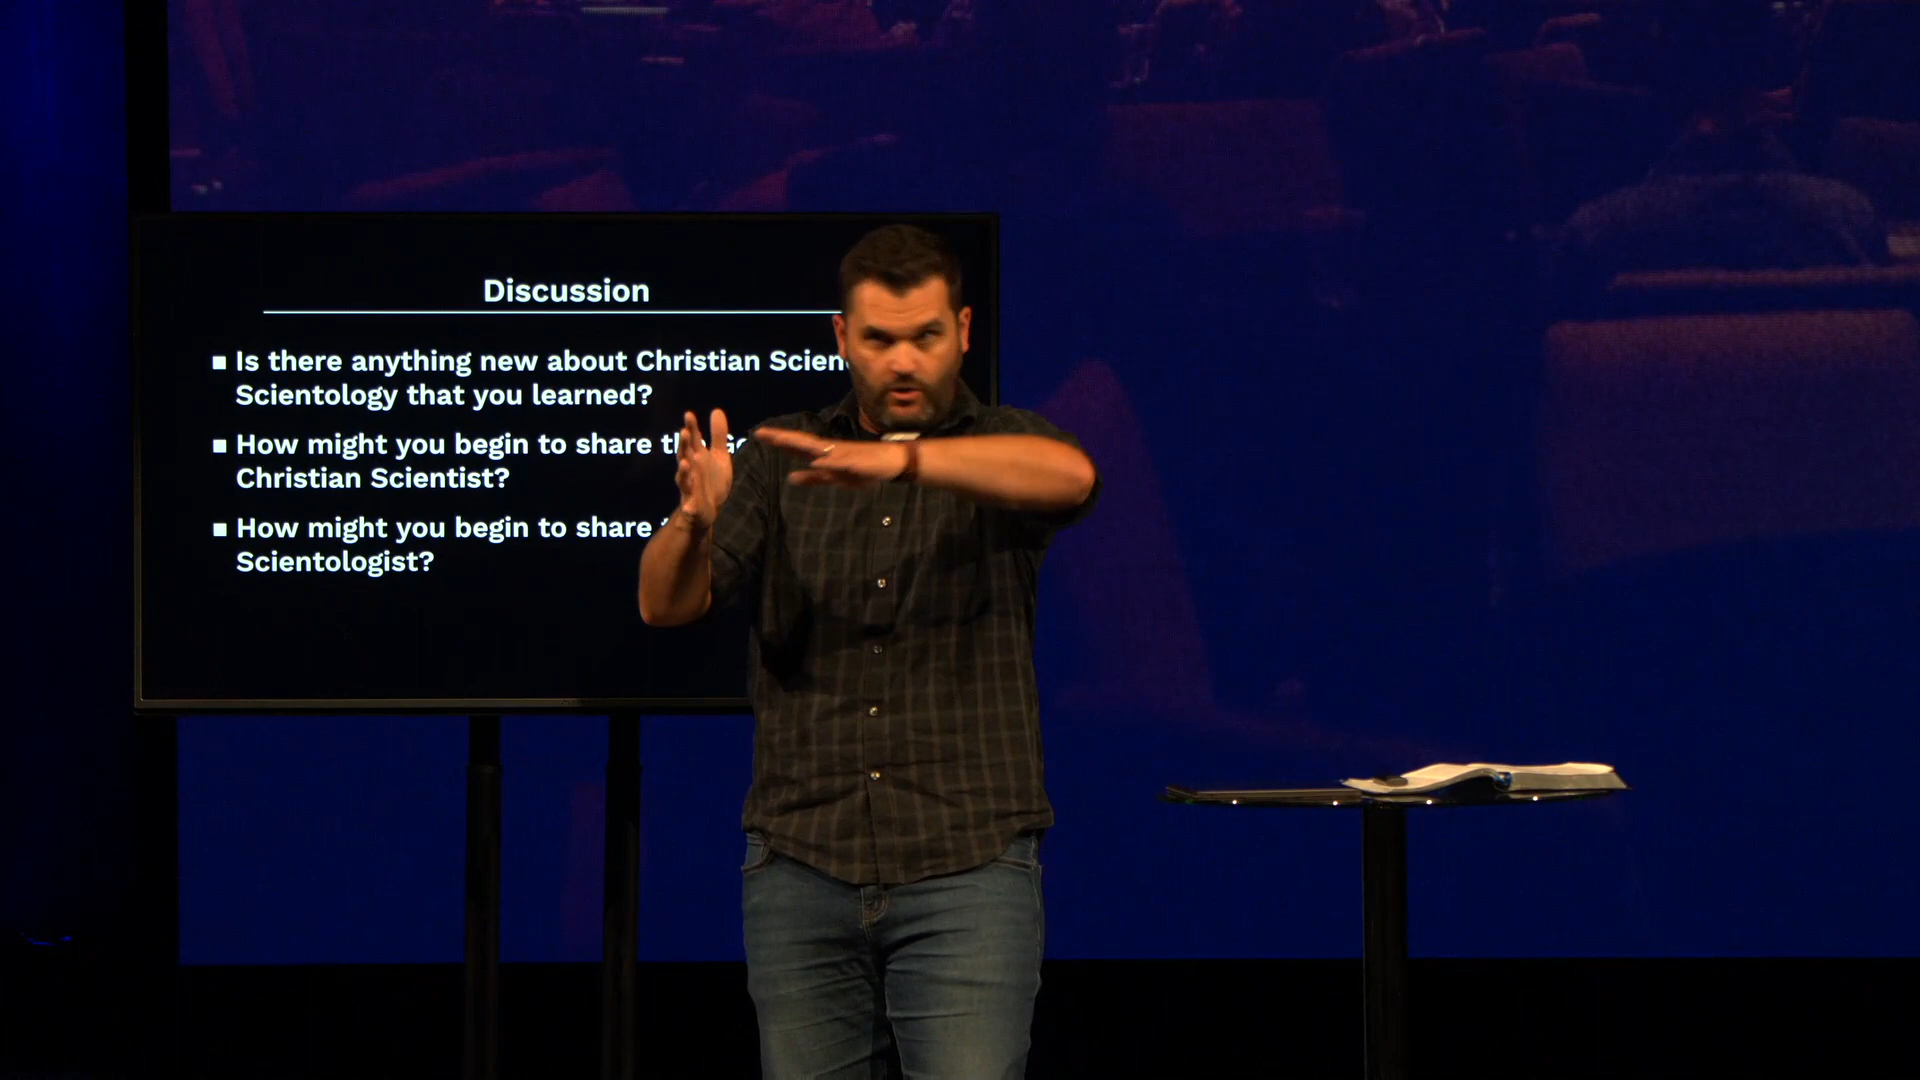 Discussion
■ Is there anything new about Christian
Scientology that you learned?
■ How might you begin to share
Christian Scientist?
■ How might you begin to share
Scientologist?